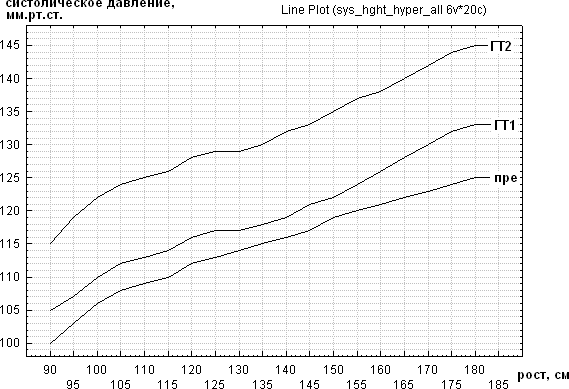 систолическое давление,
мм.рт.ст.
Line Plot (sys_hght_hyper_all 6v*20c)
145
140
135
130
125
120
115
110
105
100
ГТ2
ГТ1
пре
90 100 110 120 130 140 150 160 170 180
95 105 115 125 135 145 155 165 175 185
рост, см